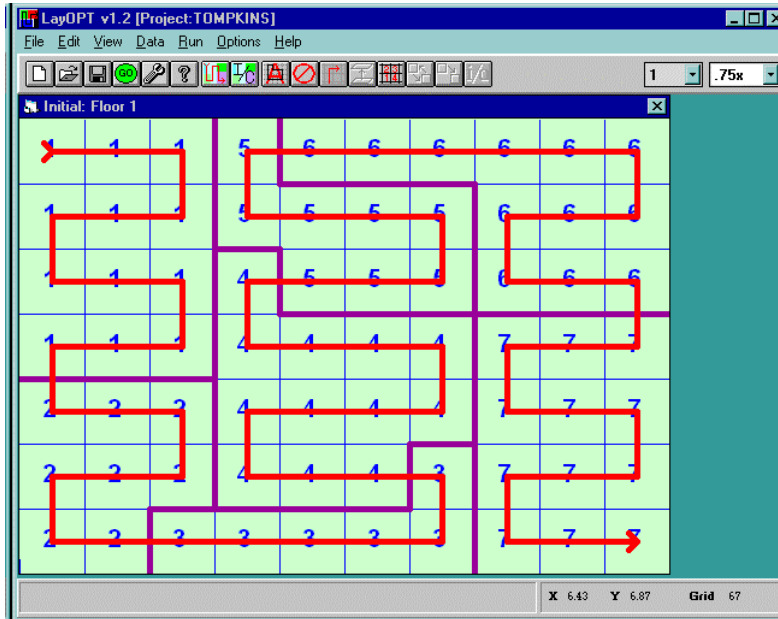 LayOPT v1.2 [Project:TOMPKINS]
File Edit View Data Run Options Help
GO ? I/C A i/c 1 .75x
Initial: Floor 1
1 1 1 5 6 6 6 6 6 6
1 1 1 5 5 5 5 6 6 6
1 1 1 4 5 5 5 6 6 6
1 1 1 4 4 4 4 7 7 7
2 2 2 4 4 4 4 7 7 7
2 2 2 4 4 4 3 7 7 7
2 2 3 3 3 3 3 7 7 7
X 6.43 Y 6.87 Grid 67